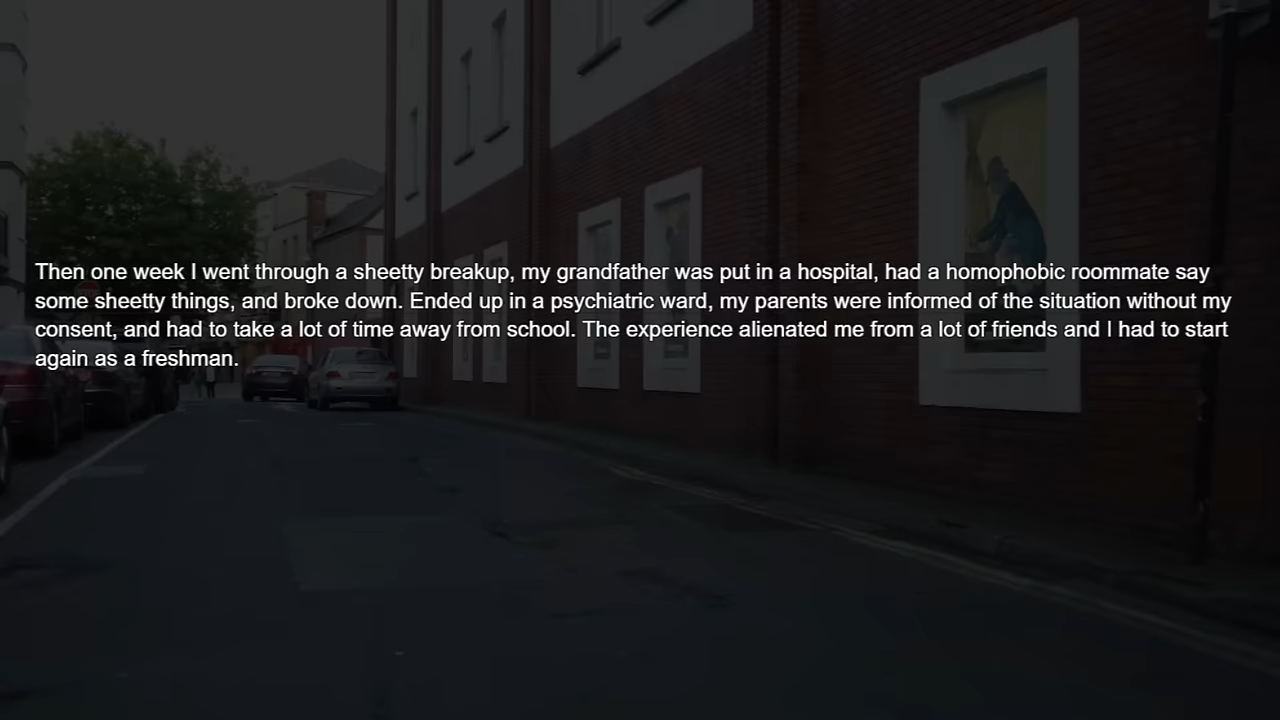 Then one week I went through a sheetty breakup, my grandfather was put in a hospital, had a homophobic roommate say
some sheetty things, and broke down. Ended up in a psychiatric ward, my parents were informed of the situation without my
consent, and had to take a lot of time away from school. The experience alienated me from a lot of friends and I had to start
again as a freshman.